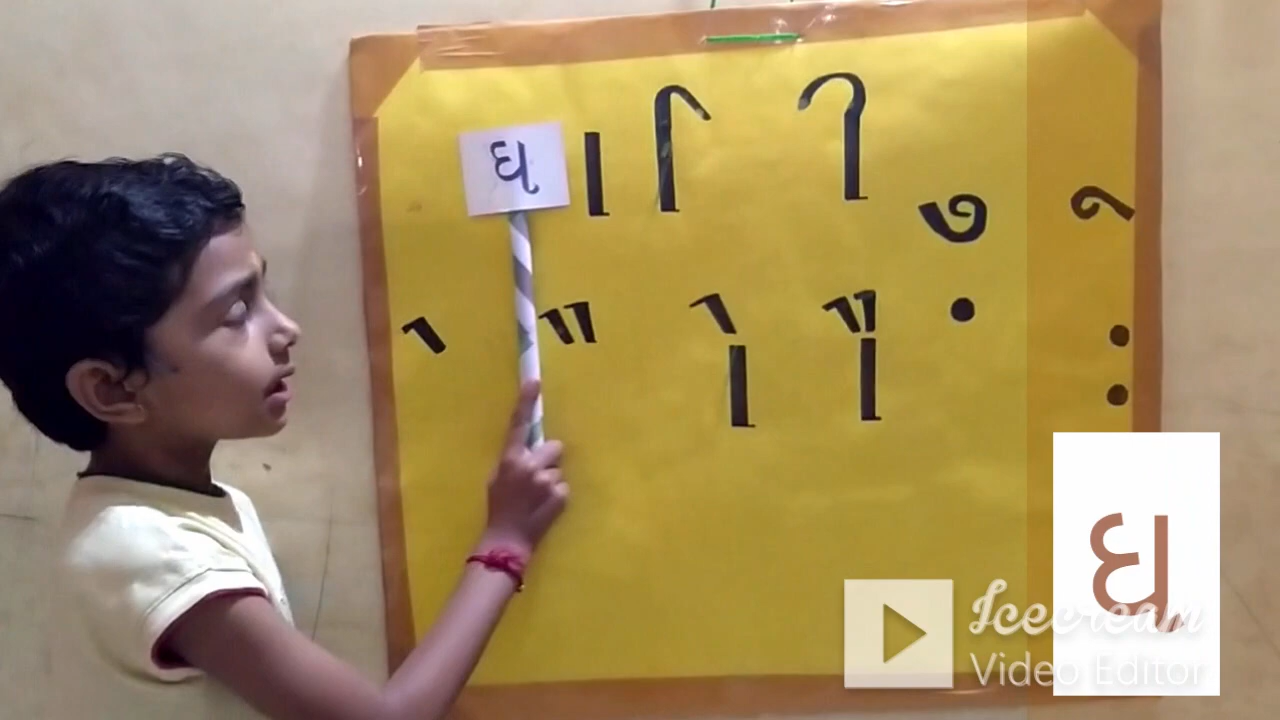 ઘ ા િ ી ુ ૂ
ે ૈ ો ૌ ં ઃ
ઘ
Icecream
Video Editor